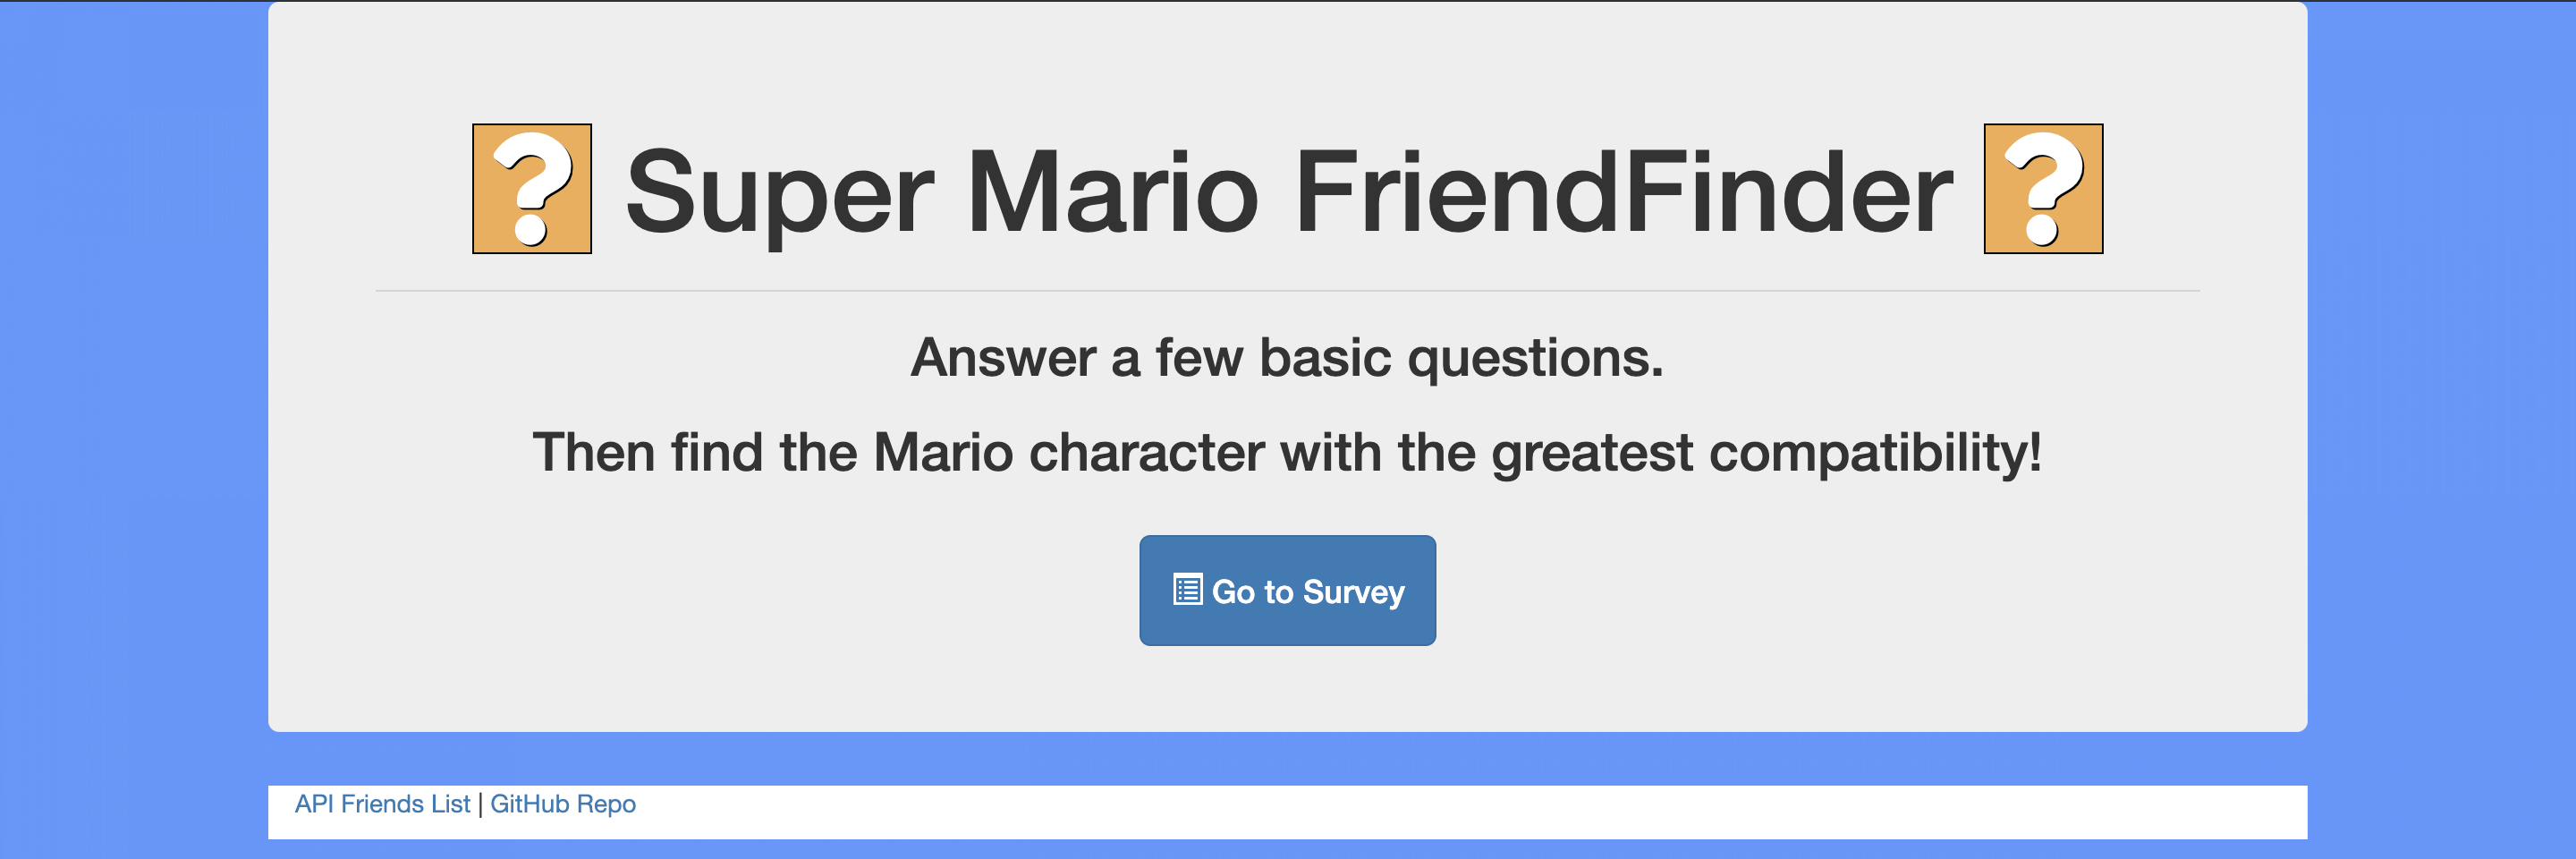 ? Super Mario FriendFinder ?
Answer a few basic questions.
Then find the Mario character with the greatest compatibility!
Go to Survey
API Friends List | GitHub Repo